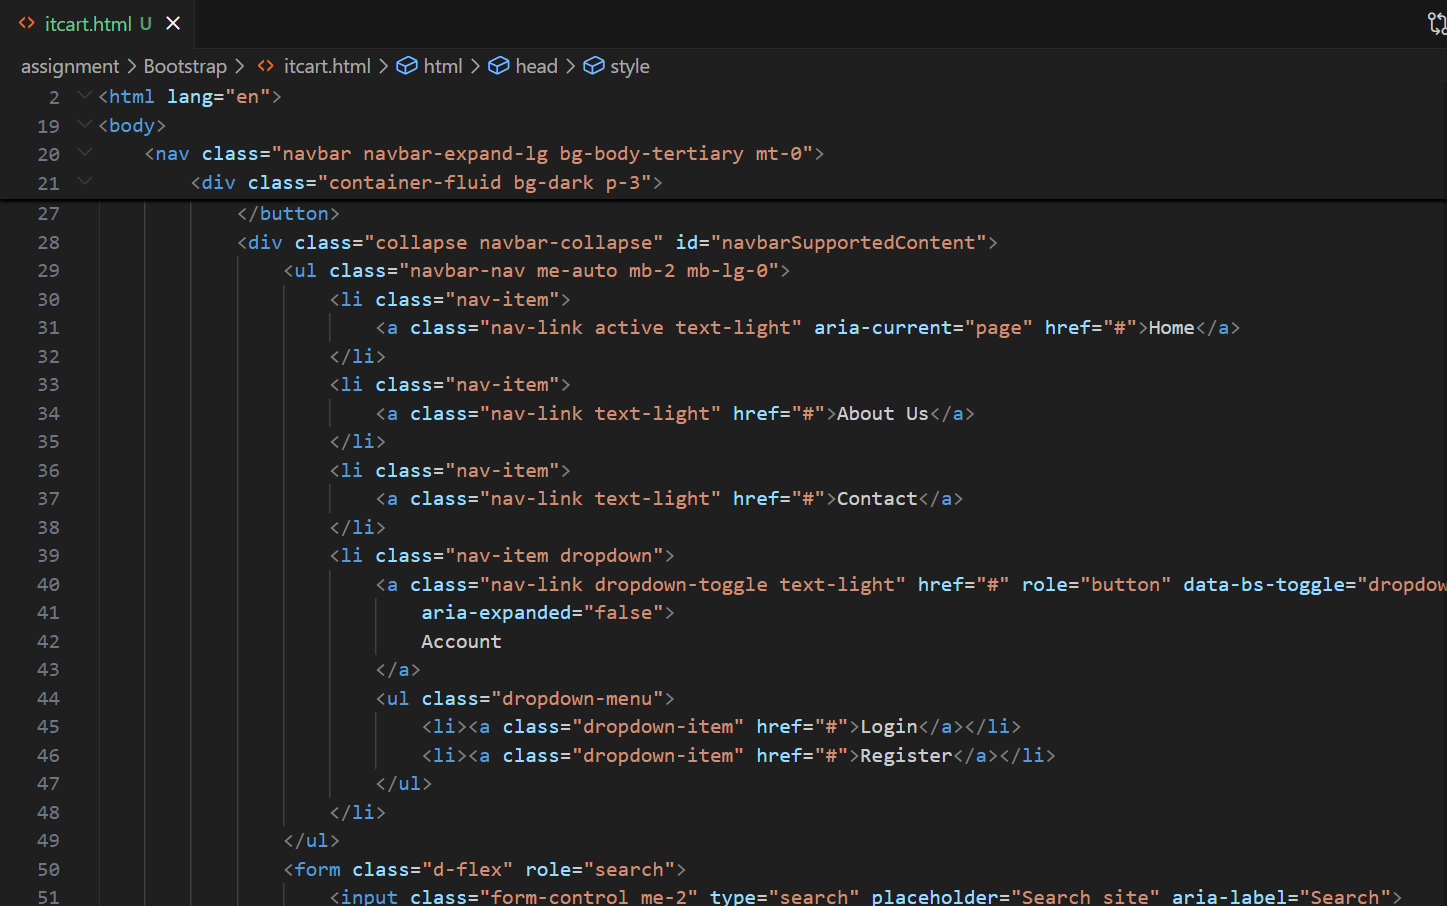 itcart.html U
assignment > Bootstrap > itcart.html > html > head > style
2 <html lang="en">
19 <body>
20 <nav class="navbar navbar-expand-lg bg-body-tertiary mt-0">
21 <div class="container-fluid bg-dark p-3">
27 </button>
28 <div class="collapse navbar-collapse" id="navbarSupportedContent">
29 <ul class="navbar-nav me-auto mb-2 mb-lg-0">
30 <li class="nav-item">
31 <a class="nav-link active text-light" aria-current="page" href="#">Home</a>
32 </li>
33 <li class="nav-item">
34 <a class="nav-link text-light" href="#">About Us</a>
35 </li>
36 <li class="nav-item">
37 <a class="nav-link text-light" href="#">Contact</a>
38 </li>
39 <li class="nav-item dropdown">
40 <a class="nav-link dropdown-toggle text-light" href="#" role="button" data-bs-toggle="dropdow
41 aria-expanded="false">
42 Account
43 </a>
44 <ul class="dropdown-menu">
45 <li><a class="dropdown-item" href="#">Login</a></li>
46 <li><a class="dropdown-item" href="#">Register</a></li>
47 </ul>
48 </li>
49 </ul>
50 <form class="d-flex" role="search">
51 <input class="form-control me-2" type="search" placeholder="Search site" aria-label="Search">